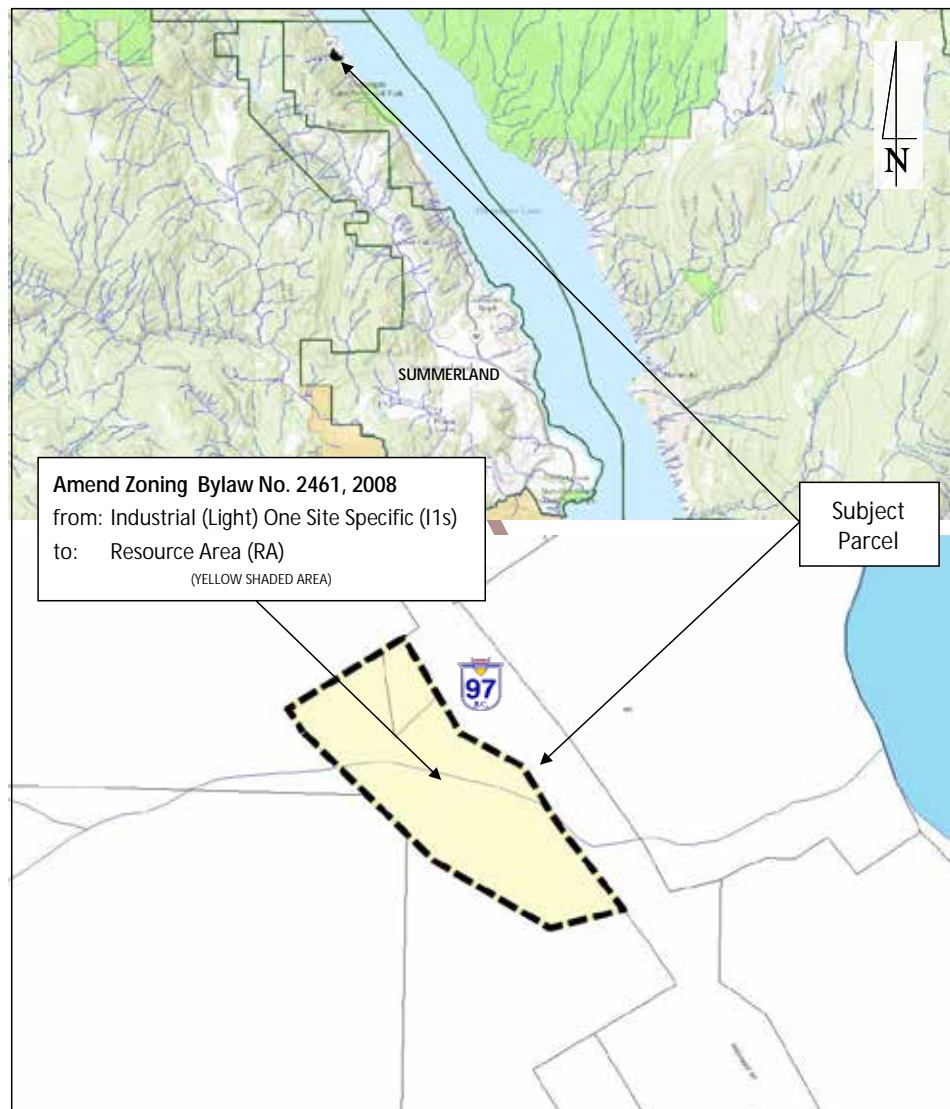 N
SUMMERLAND
Amend Zoning Bylaw No. 2461, 2008
from: Industrial (Light) One Site Specific (I1s)
to: Resource Area (RA)
(YELLOW SHADED AREA)
Subject
Parcel
97
B.C.